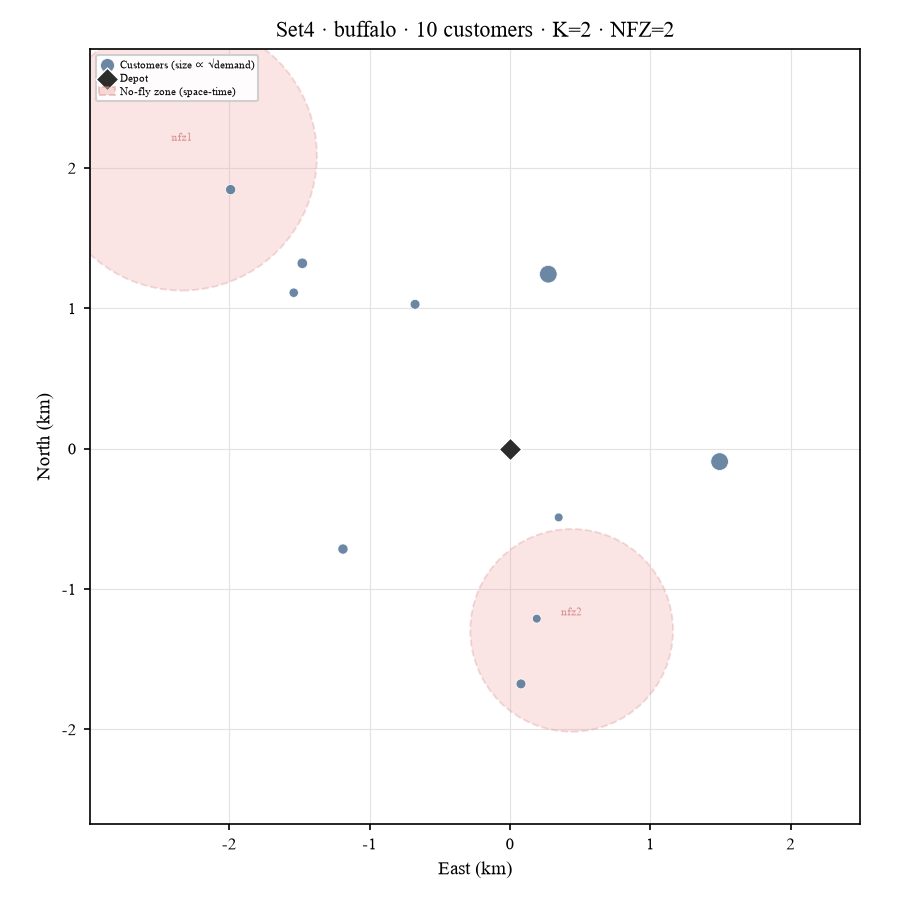 Set4 · buffalo · 10 customers · K=2 · NFZ=2
Customers (size ∝ √demand)
Depot
No-fly zone (space-time)
nfz1
nfz2
2
1
0
-1
-2
North (km)
-2
-1
0
1
2
East (km)